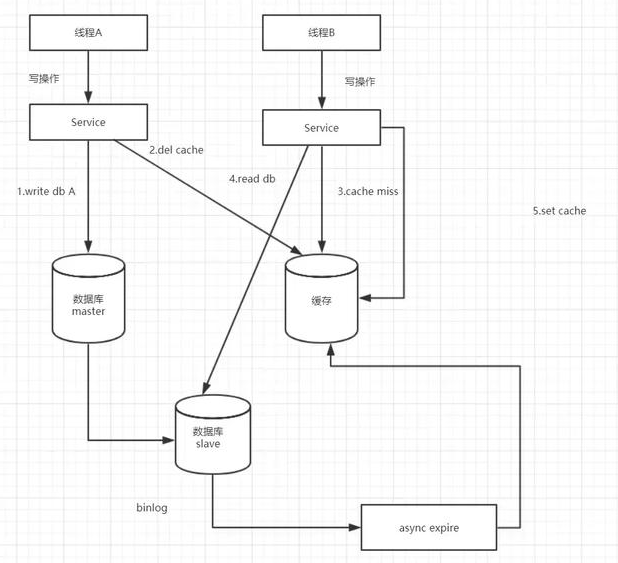 线程A
线程B
写操作
写操作
Service
Service
2.del cache
4.read db
3.cache miss
1.write db A
5.set cache
数据库
master
缓存
数据库
slave
binlog
async expire